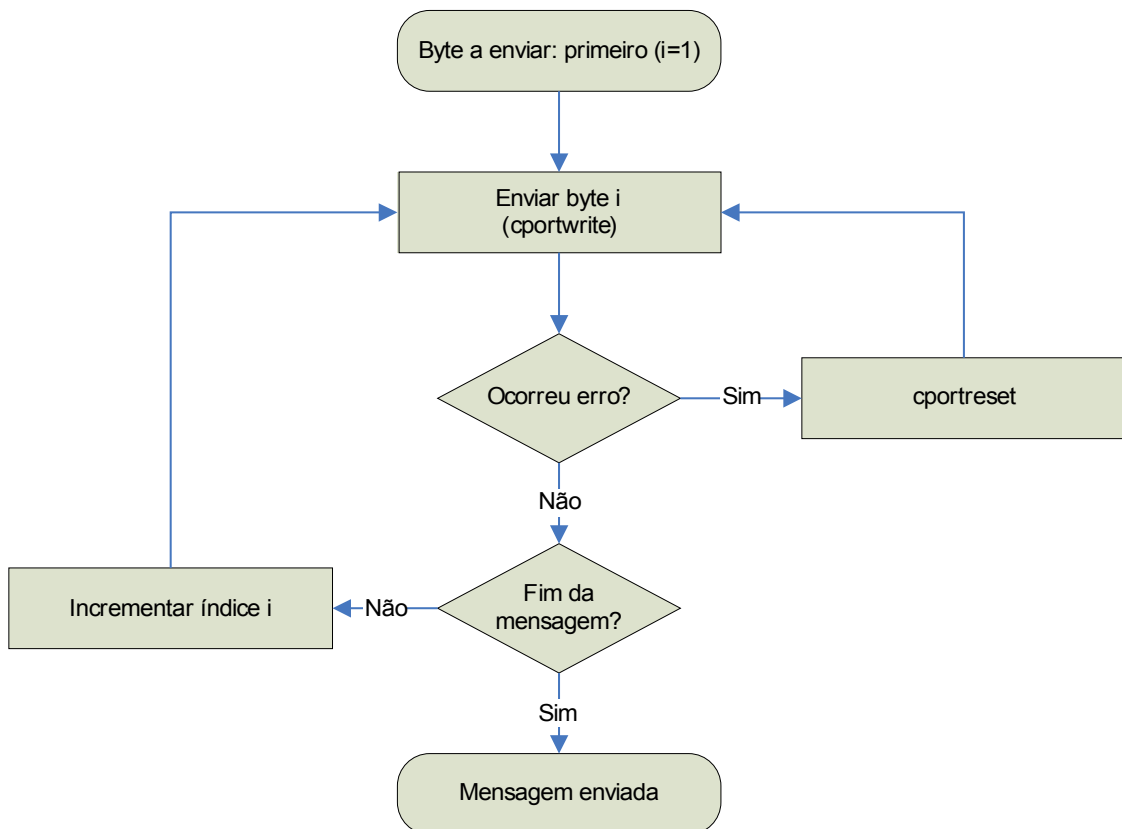 Byte a enviar: primeiro (i=1)
Enviar byte i
(cportwrite)
Ocorreu erro?
Sim
cportreset
Não
Incrementar índice i
Não
Fim da
mensagem?
Sim
Mensagem enviada